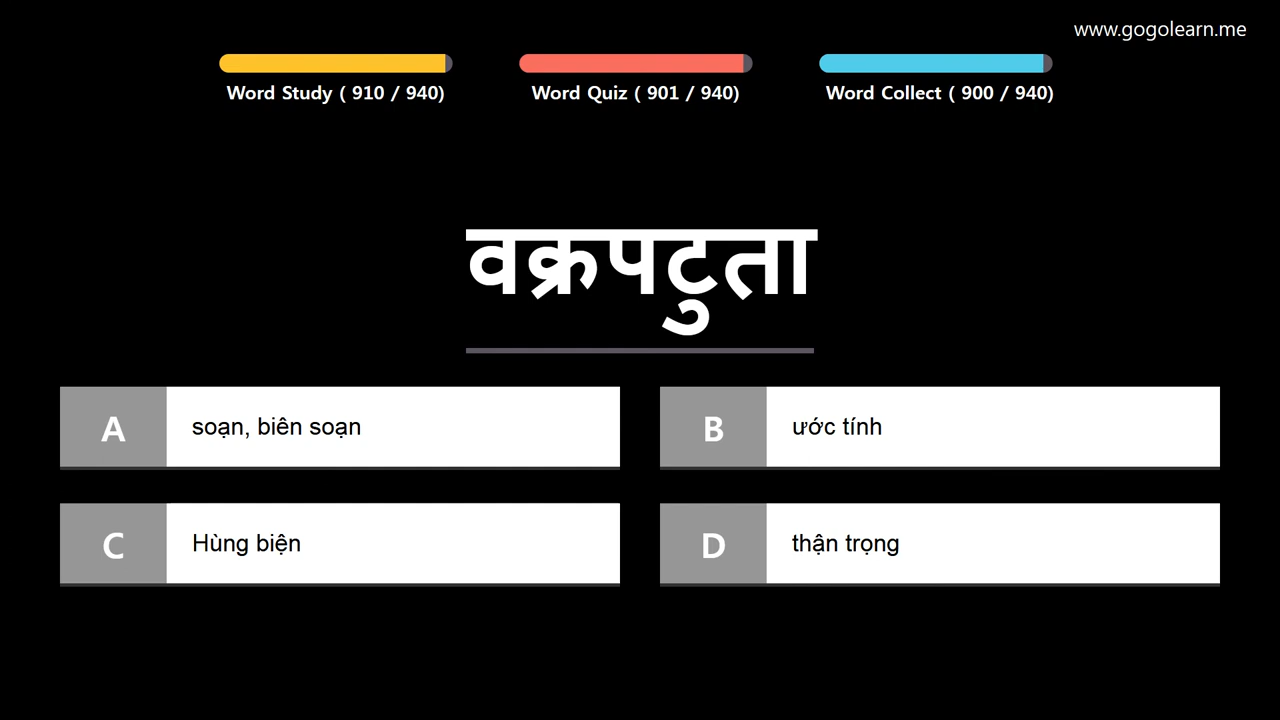 www.gogolearn.me
Word Study ( 910 / 940)
Word Quiz ( 901 / 940)
Word Collect ( 900 / 940)
वक्रपटुता
A soạn, biên soạn
B ước tính
C Hùng biện
D thận trọng